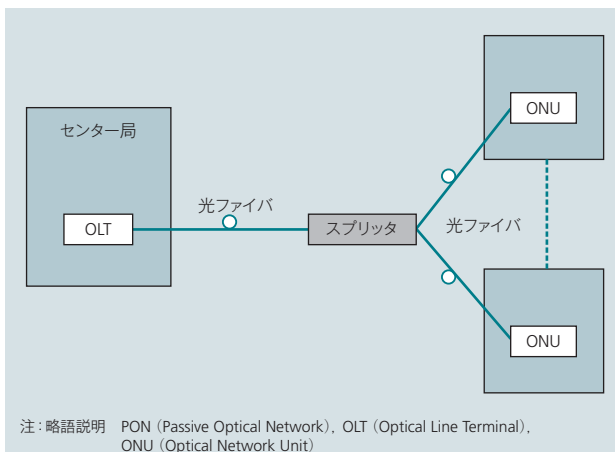 センター局
OLT
光ファイバ
スプリッタ
光ファイバ
ONU
ONU
注：略語説明　PON（Passive Optical Network），OLT（Optical Line Terminal），
ONU（Optical Network Unit）